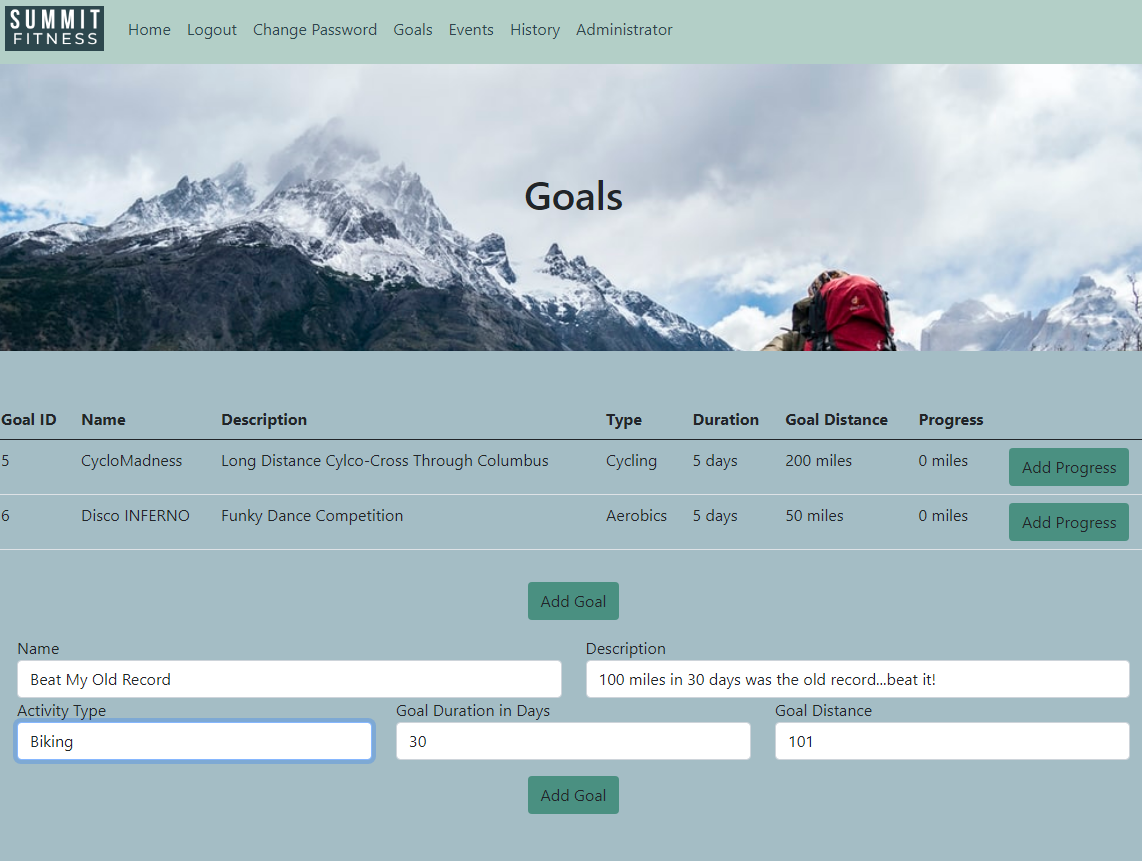 SUMMIT
FITNESS
Home Logout Change Password Goals Events History Administrator
Goals
Goal ID Name Description Type Duration Goal Distance Progress
5 CycloMadness Long Distance Cylco-Cross Through Columbus Cycling 5 days 200 miles 0 miles Add Progress
6 Disco INFERNO Funky Dance Competition Aerobics 5 days 50 miles 0 miles Add Progress
Add Goal
Name Description
Beat My Old Record 100 miles in 30 days was the old record...beat it!
Activity Type Goal Duration in Days Goal Distance
Biking 30 101
Add Goal